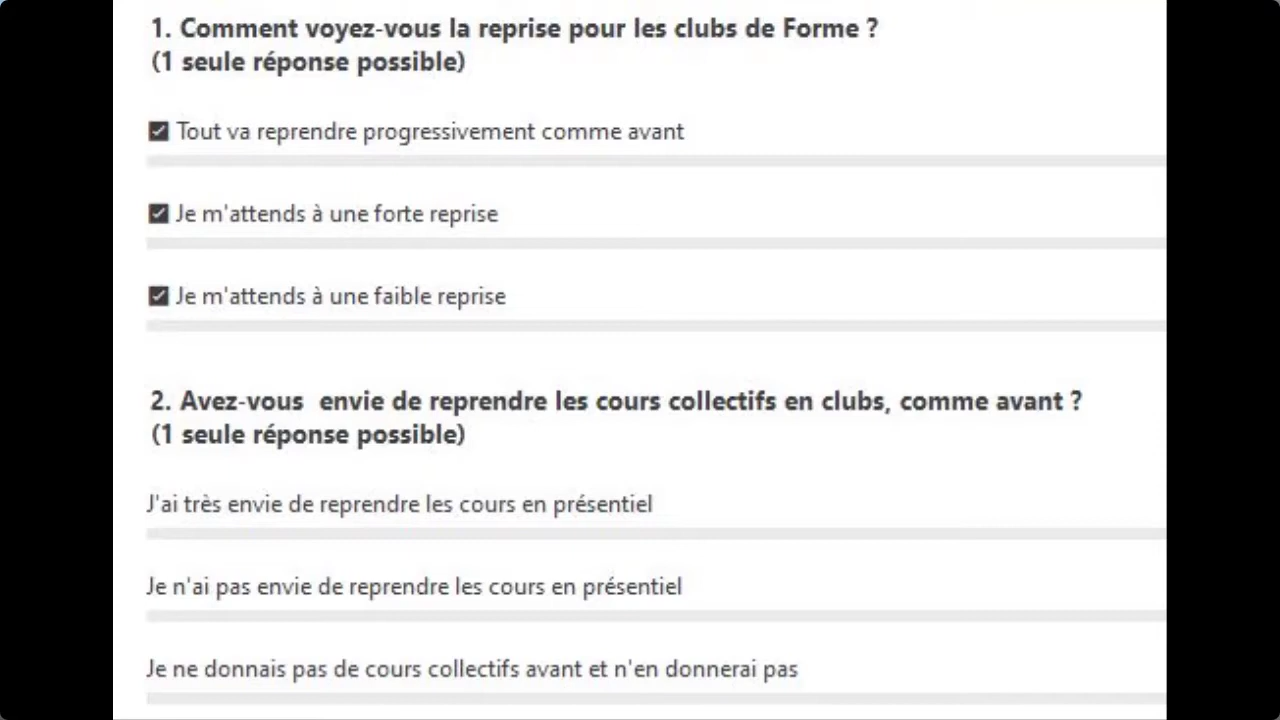 1. Comment voyez-vous la reprise pour les clubs de Forme ?
(1 seule réponse possible)
Tout va reprendre progressivement comme avant
Je m'attends à une forte reprise
Je m'attends à une faible reprise
2. Avez-vous  envie de reprendre les cours collectifs en clubs, comme avant ?
(1 seule réponse possible)
J'ai très envie de reprendre les cours en présentiel
Je n'ai pas envie de reprendre les cours en présentiel
Je ne donnais pas de cours collectifs avant et n'en donnerai pas